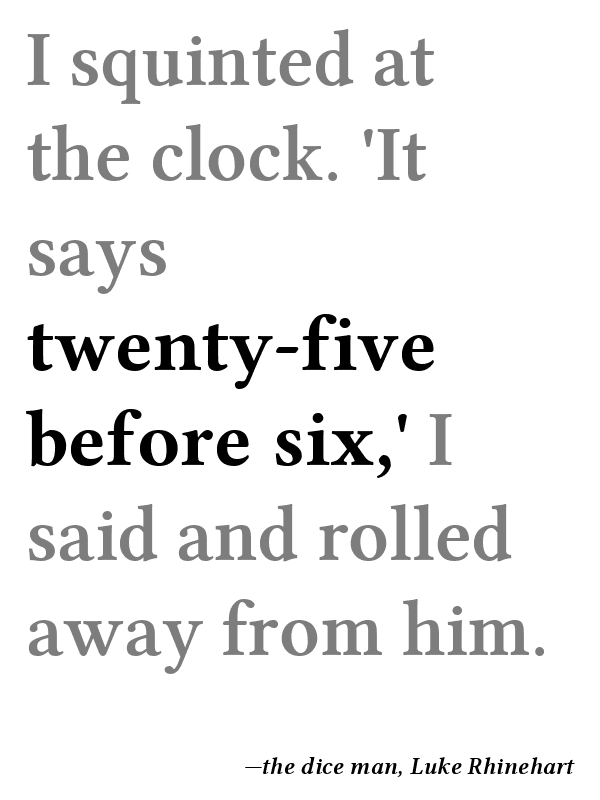 I squinted at
the clock. 'It
says
twenty-five
before six,' I
said and rolled
away from him.
—the dice man, Luke Rhinehart